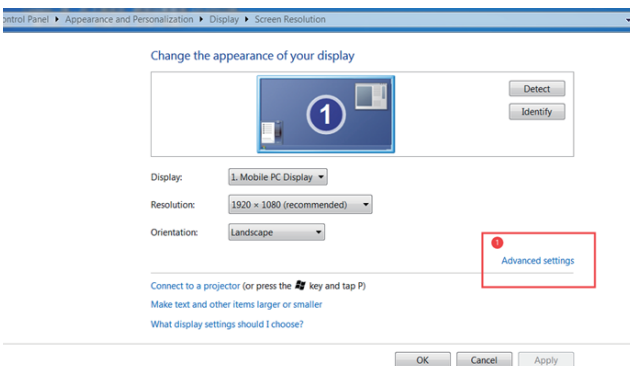 ontrol Panel ▸ Appearance and Personalization ▸ Display ▸ Screen Resolution
Change the appearance of your display
1
Detect
Identify
Display: 1. Mobile PC Display
Resolution: 1920 × 1080 (recommended)
Orientation: Landscape
1
Advanced settings
Connect to a projector (or press the key and tap P)
Make text and other items larger or smaller
What display settings should I choose?
OK Cancel Apply